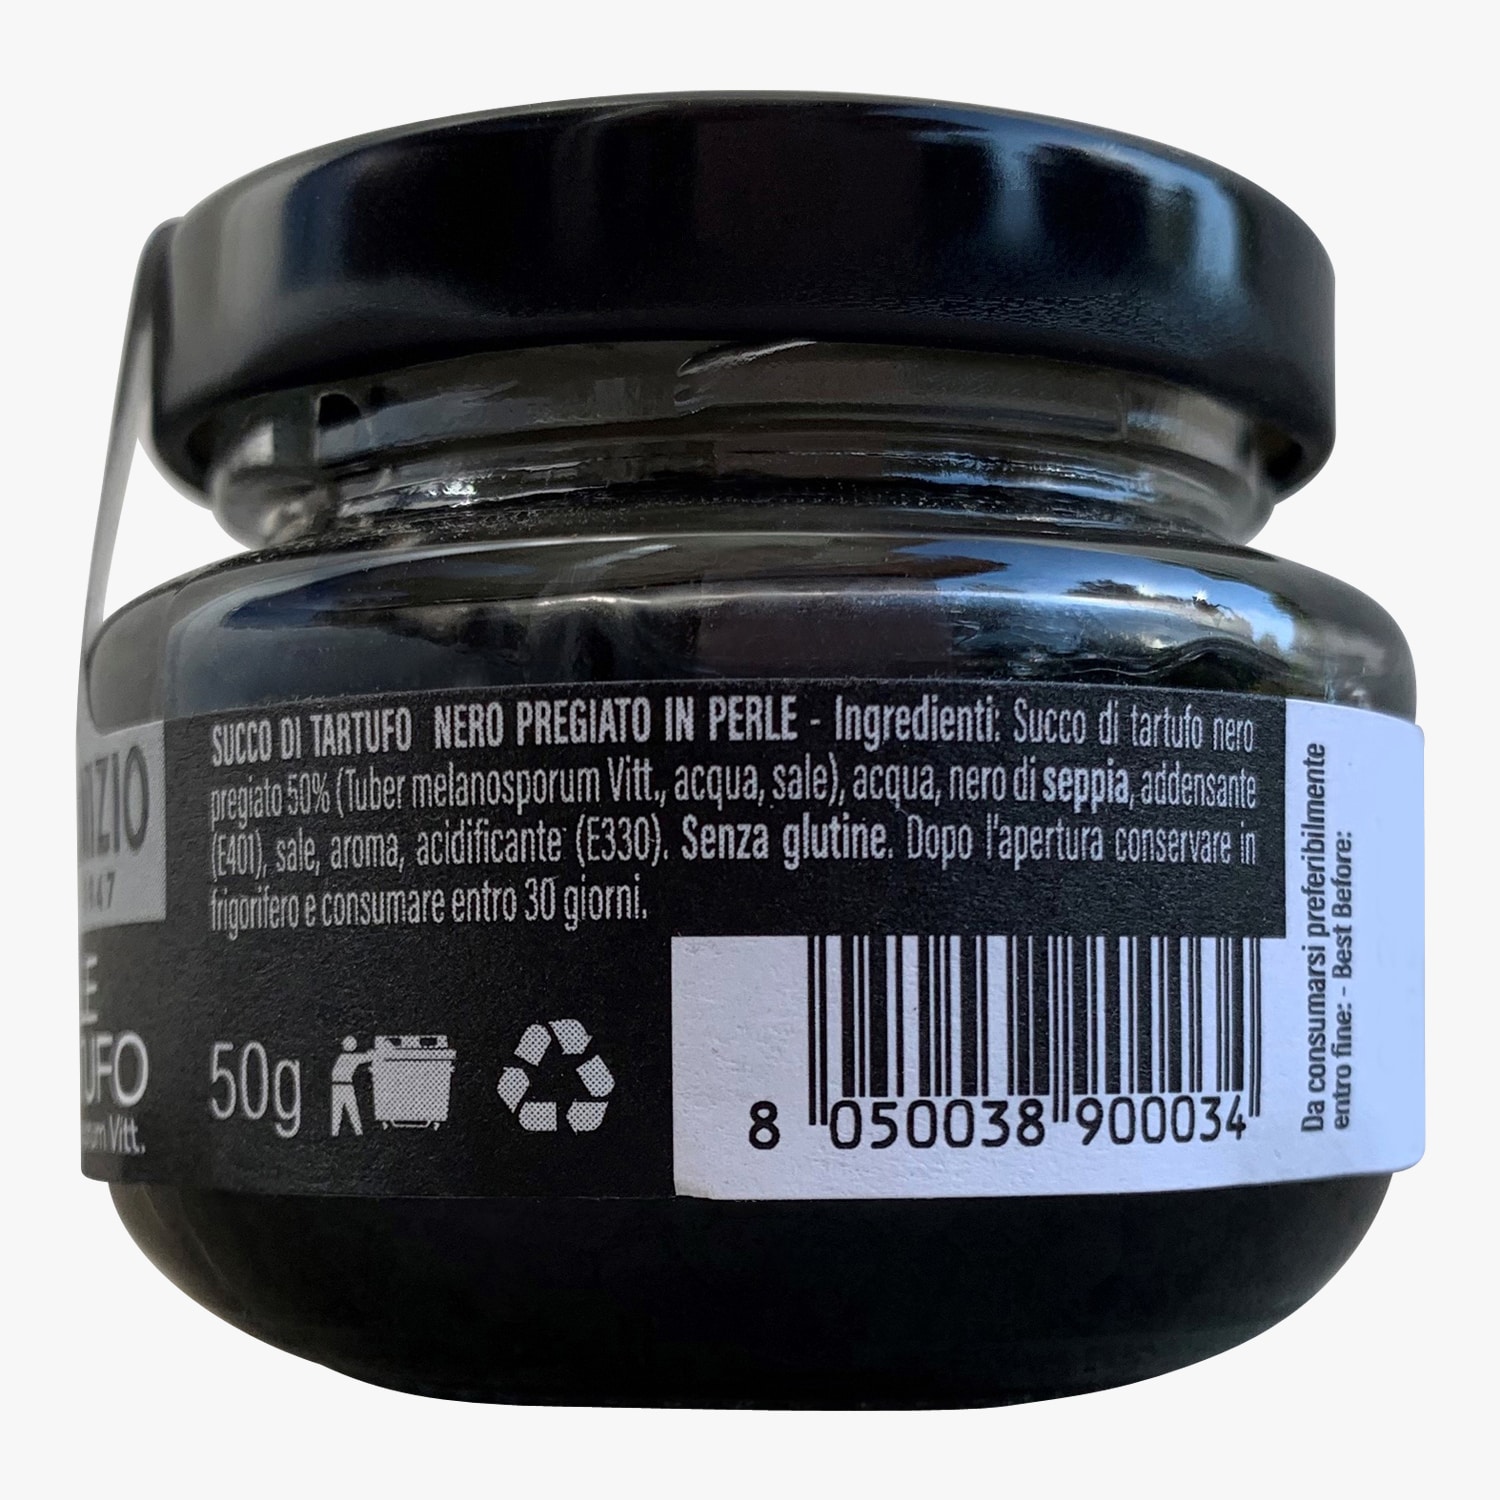 SUCCO DI TARTUFO NERO PREGIATO IN PERLE - Ingredienti: Succo di tartufo nero
pregiato 50% (Tuber melanosporum Vitt., acqua, sale), acqua, nero di seppia, addensante
(E401), sale, aroma, acidificante (E330). Senza glutine. Dopo l'apertura conservare in
frigorifero e consumare entro 30 giorni.
50g
8 050038 900034
Da consumarsi preferibilmente
entro fine: - Best Before:
Vitt.